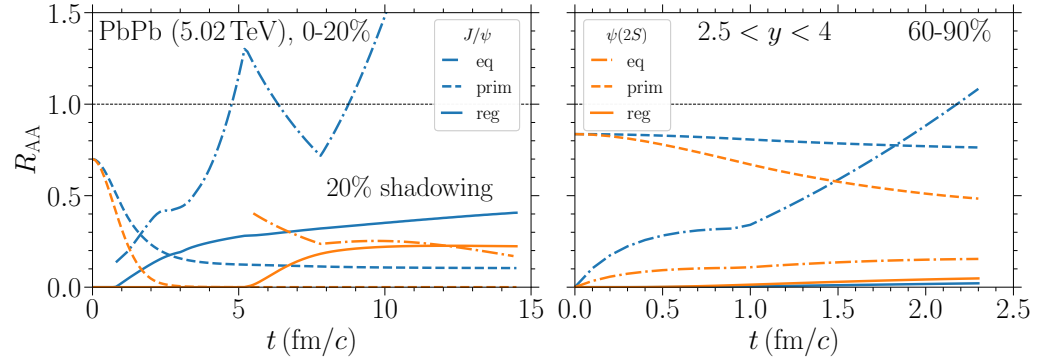 PbPb (5.02 TeV), 0-20%
J/ψ
eq
prim
reg
20% shadowing
R_AA
0.0
0.5
1.0
1.5
0
5
10
15
t (fm/c)
2.5 < y < 4
60-90%
ψ(2S)
eq
prim
reg
0.0
0.5
1.0
1.5
2.0
2.5
t (fm/c)